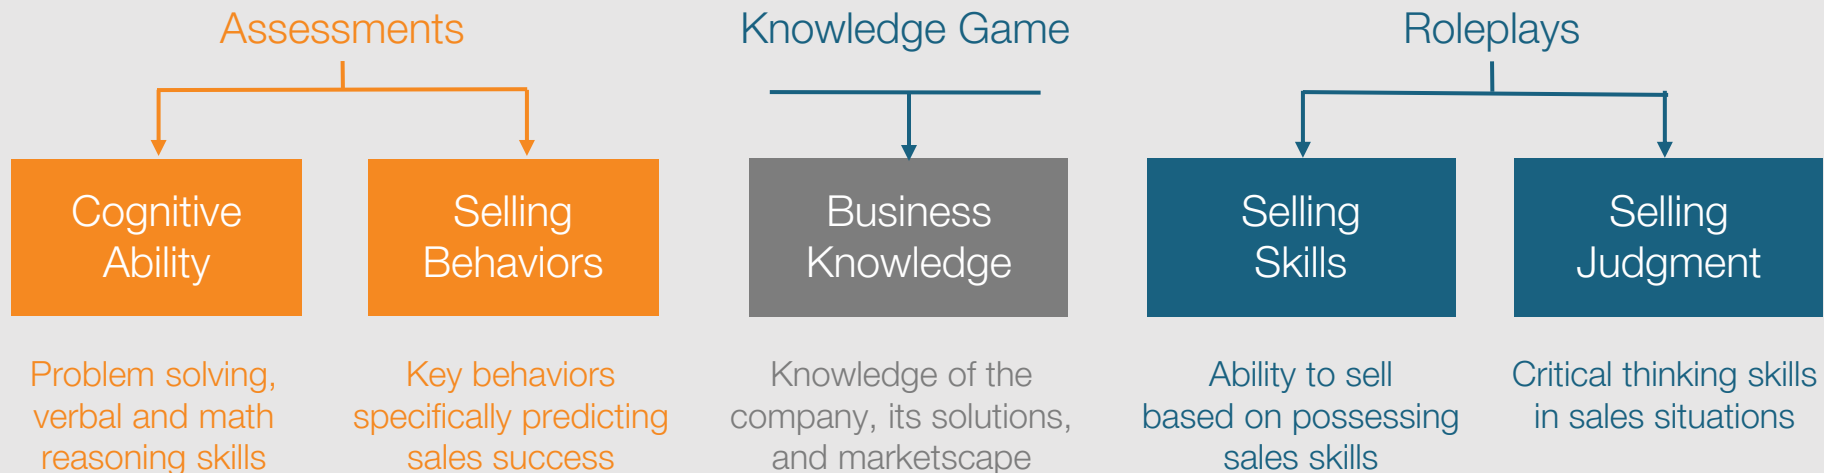 Assessments
Knowledge Game
Roleplays
Cognitive
Ability
Selling
Behaviors
Business
Knowledge
Selling
Skills
Selling
Judgment
Problem solving,
verbal and math
reasoning skills
Key behaviors
specifically predicting
sales success
Knowledge of the
company, its solutions,
and marketscape
Ability to sell
based on possessing
sales skills
Critical thinking skills
in sales situations